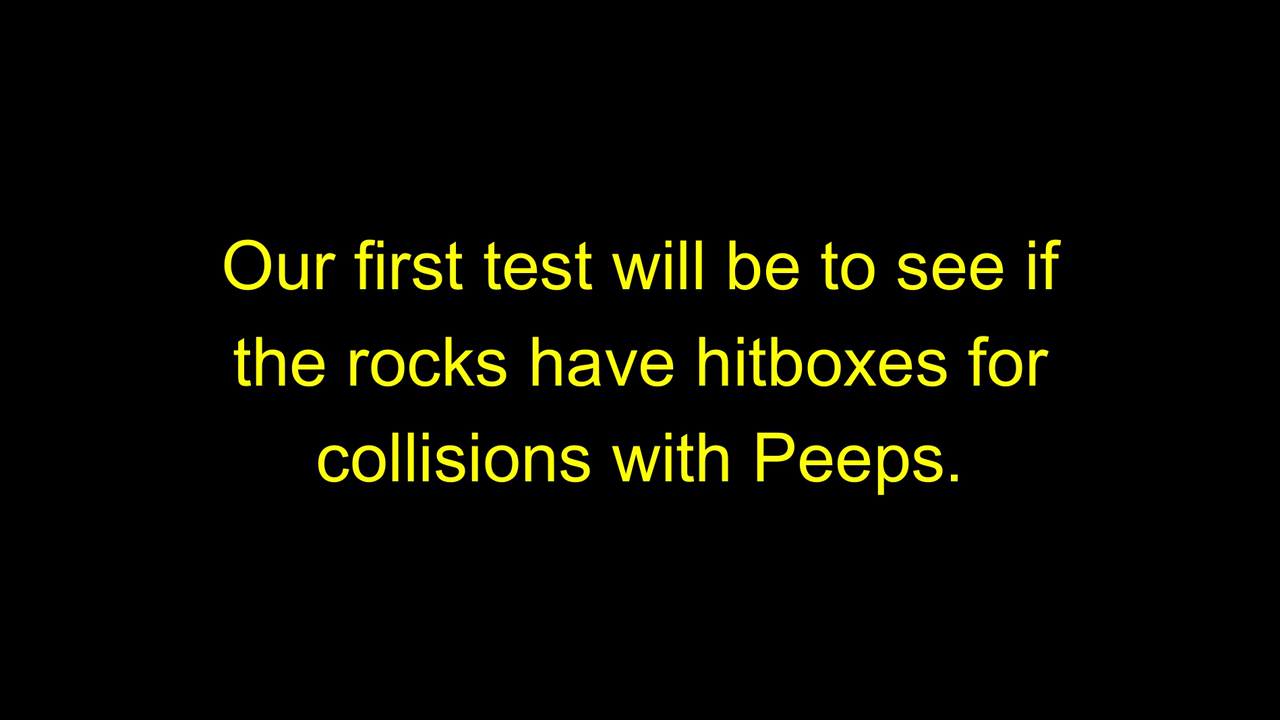 Our first test will be to see if
the rocks have hitboxes for
collisions with Peeps.